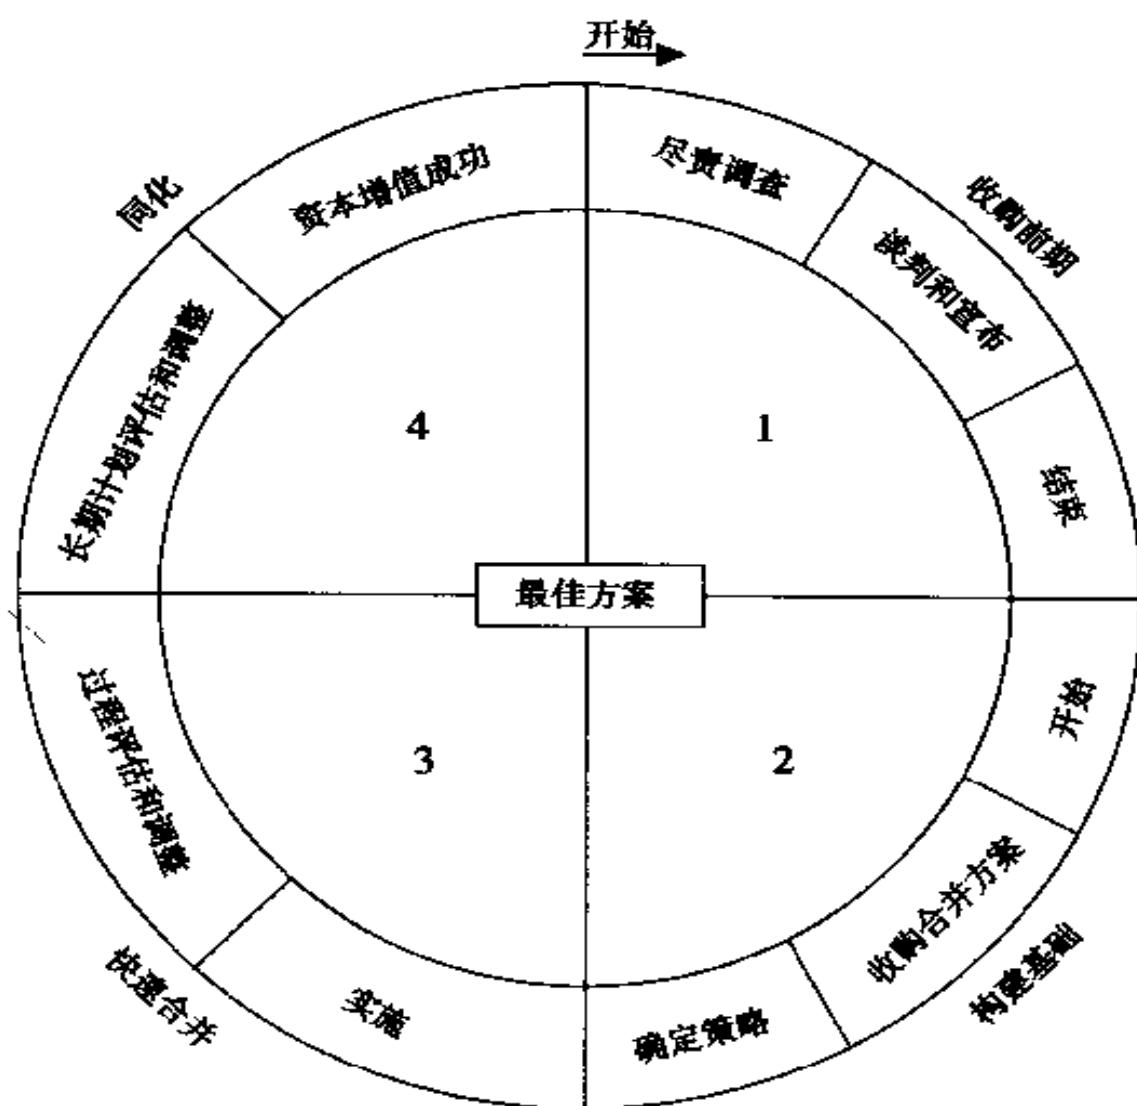 开始
尽责调查
谈判和宣布
结束
收购前期
1
开始
收购合并方案
确定策略
构建基础
2
实施
过程评估和调整
快速合并
3
长期计划评估和调整
资本增值成功
同化
4
最佳方案